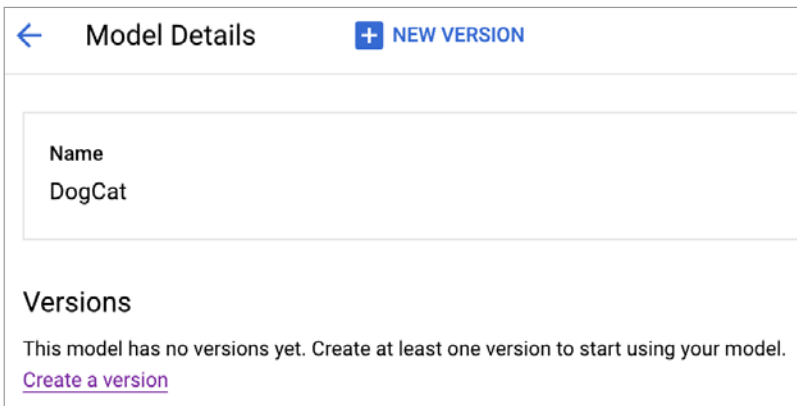 Model Details NEW VERSION
Name
DogCat
Versions
This model has no versions yet. Create at least one version to start using your model.
Create a version